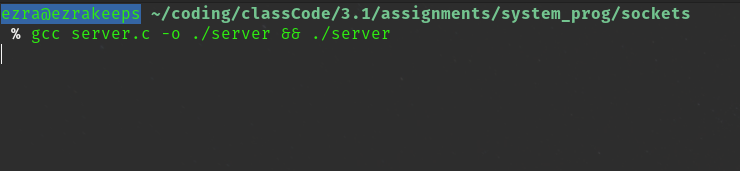 ezra@ezrakeeps ~/coding/classCode/3.1/assignments/system_prog/sockets
% gcc server.c -o ./server && ./server